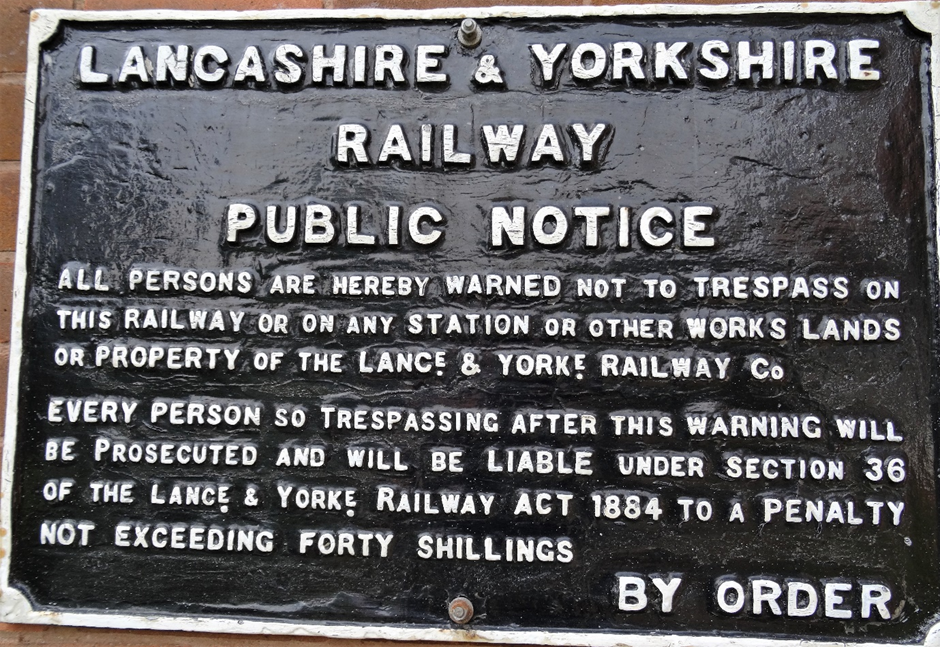 LANCASHIRE & YORKSHIRE
RAILWAY
PUBLIC NOTICE
ALL PERSONS ARE HEREBY WARNED NOT TO TRESPASS ON
THIS RAILWAY OR ON ANY STATION OR OTHER WORKS LANDS
OR PROPERTY OF THE LANCE & YORKE RAILWAY Co
EVERY PERSON SO TRESPASSING AFTER THIS WARNING WILL
BE PROSECUTED AND WILL BE LIABLE UNDER SECTION 36
OF THE LANCE & YORKE RAILWAY ACT 1884 TO A PENALTY
NOT EXCEEDING FORTY SHILLINGS
BY ORDER